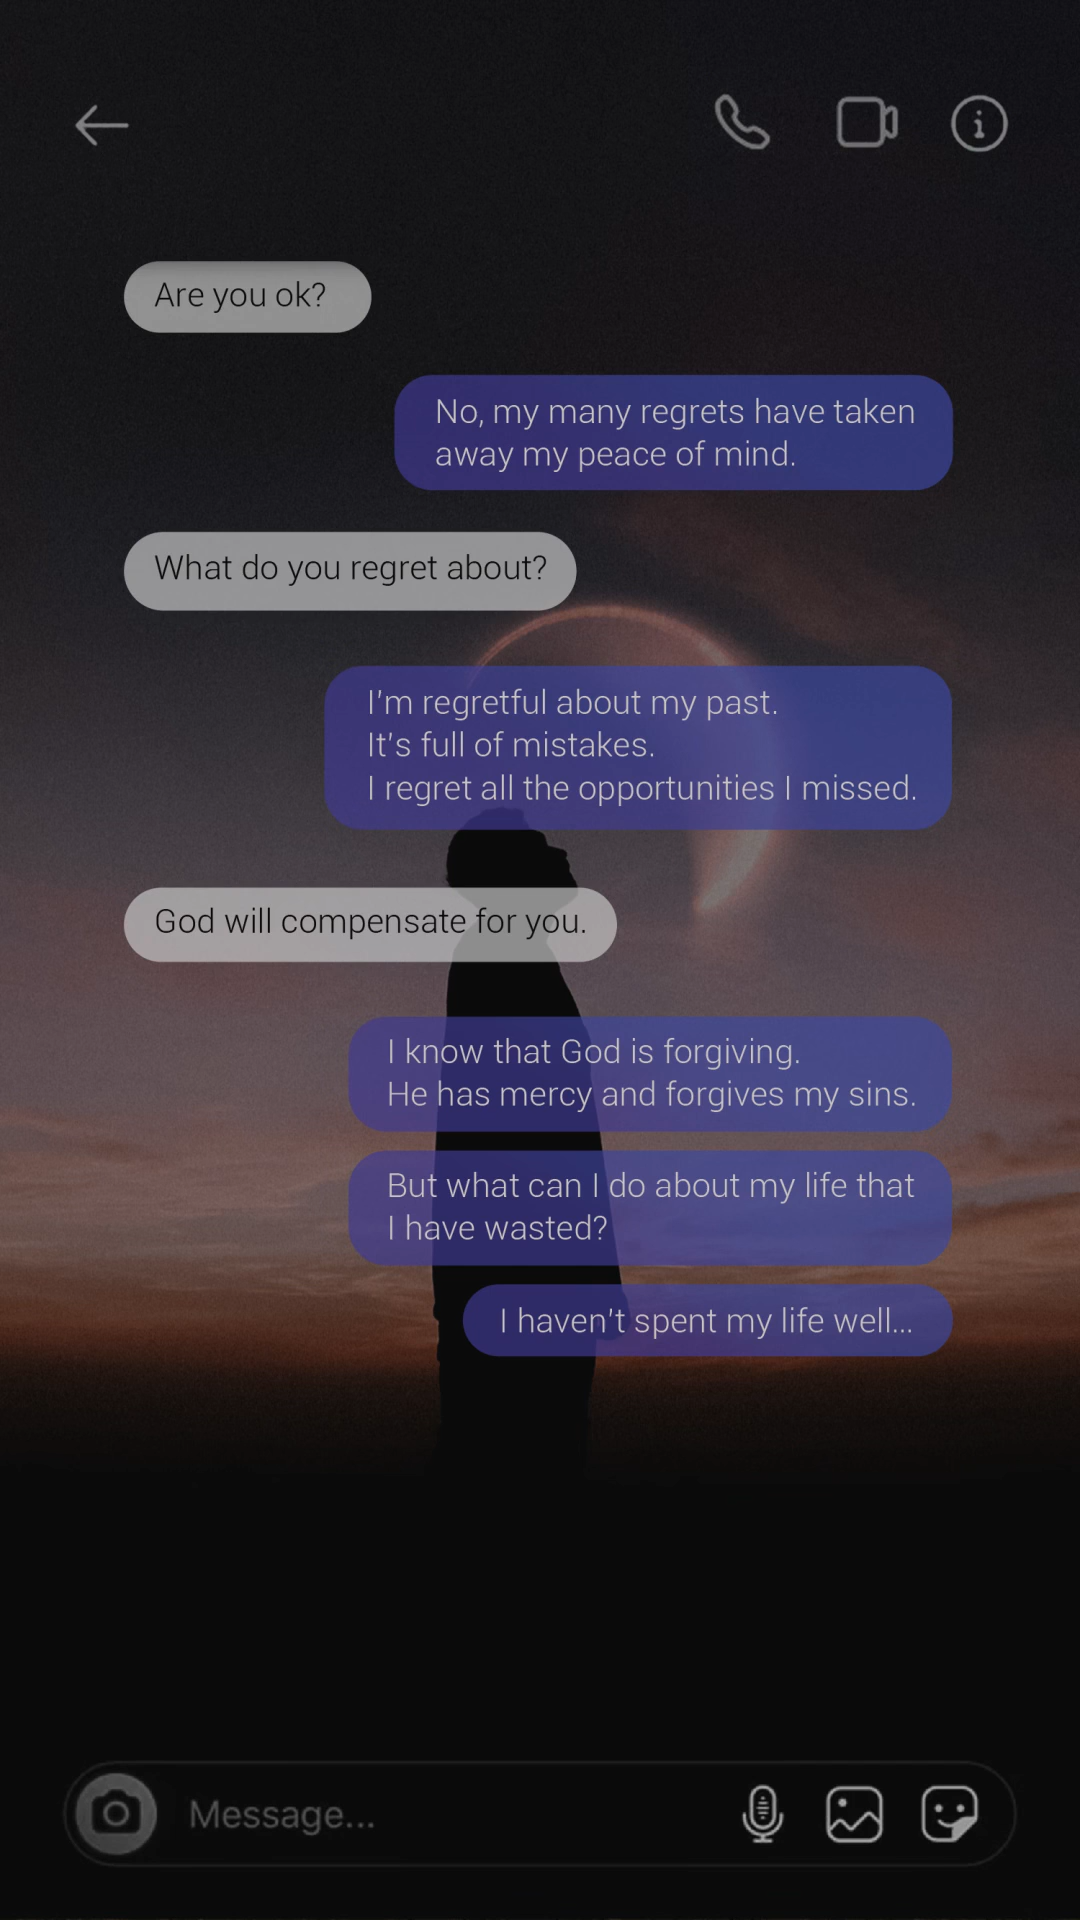 Are you ok?
No, my many regrets have taken
away my peace of mind.
What do you regret about?
I'm regretful about my past.
It's full of mistakes.
I regret all the opportunities I missed.
God will compensate for you.
I know that God is forgiving.
He has mercy and forgives my sins.
But what can I do about my life that
I have wasted?
I haven't spent my life well...
Message...